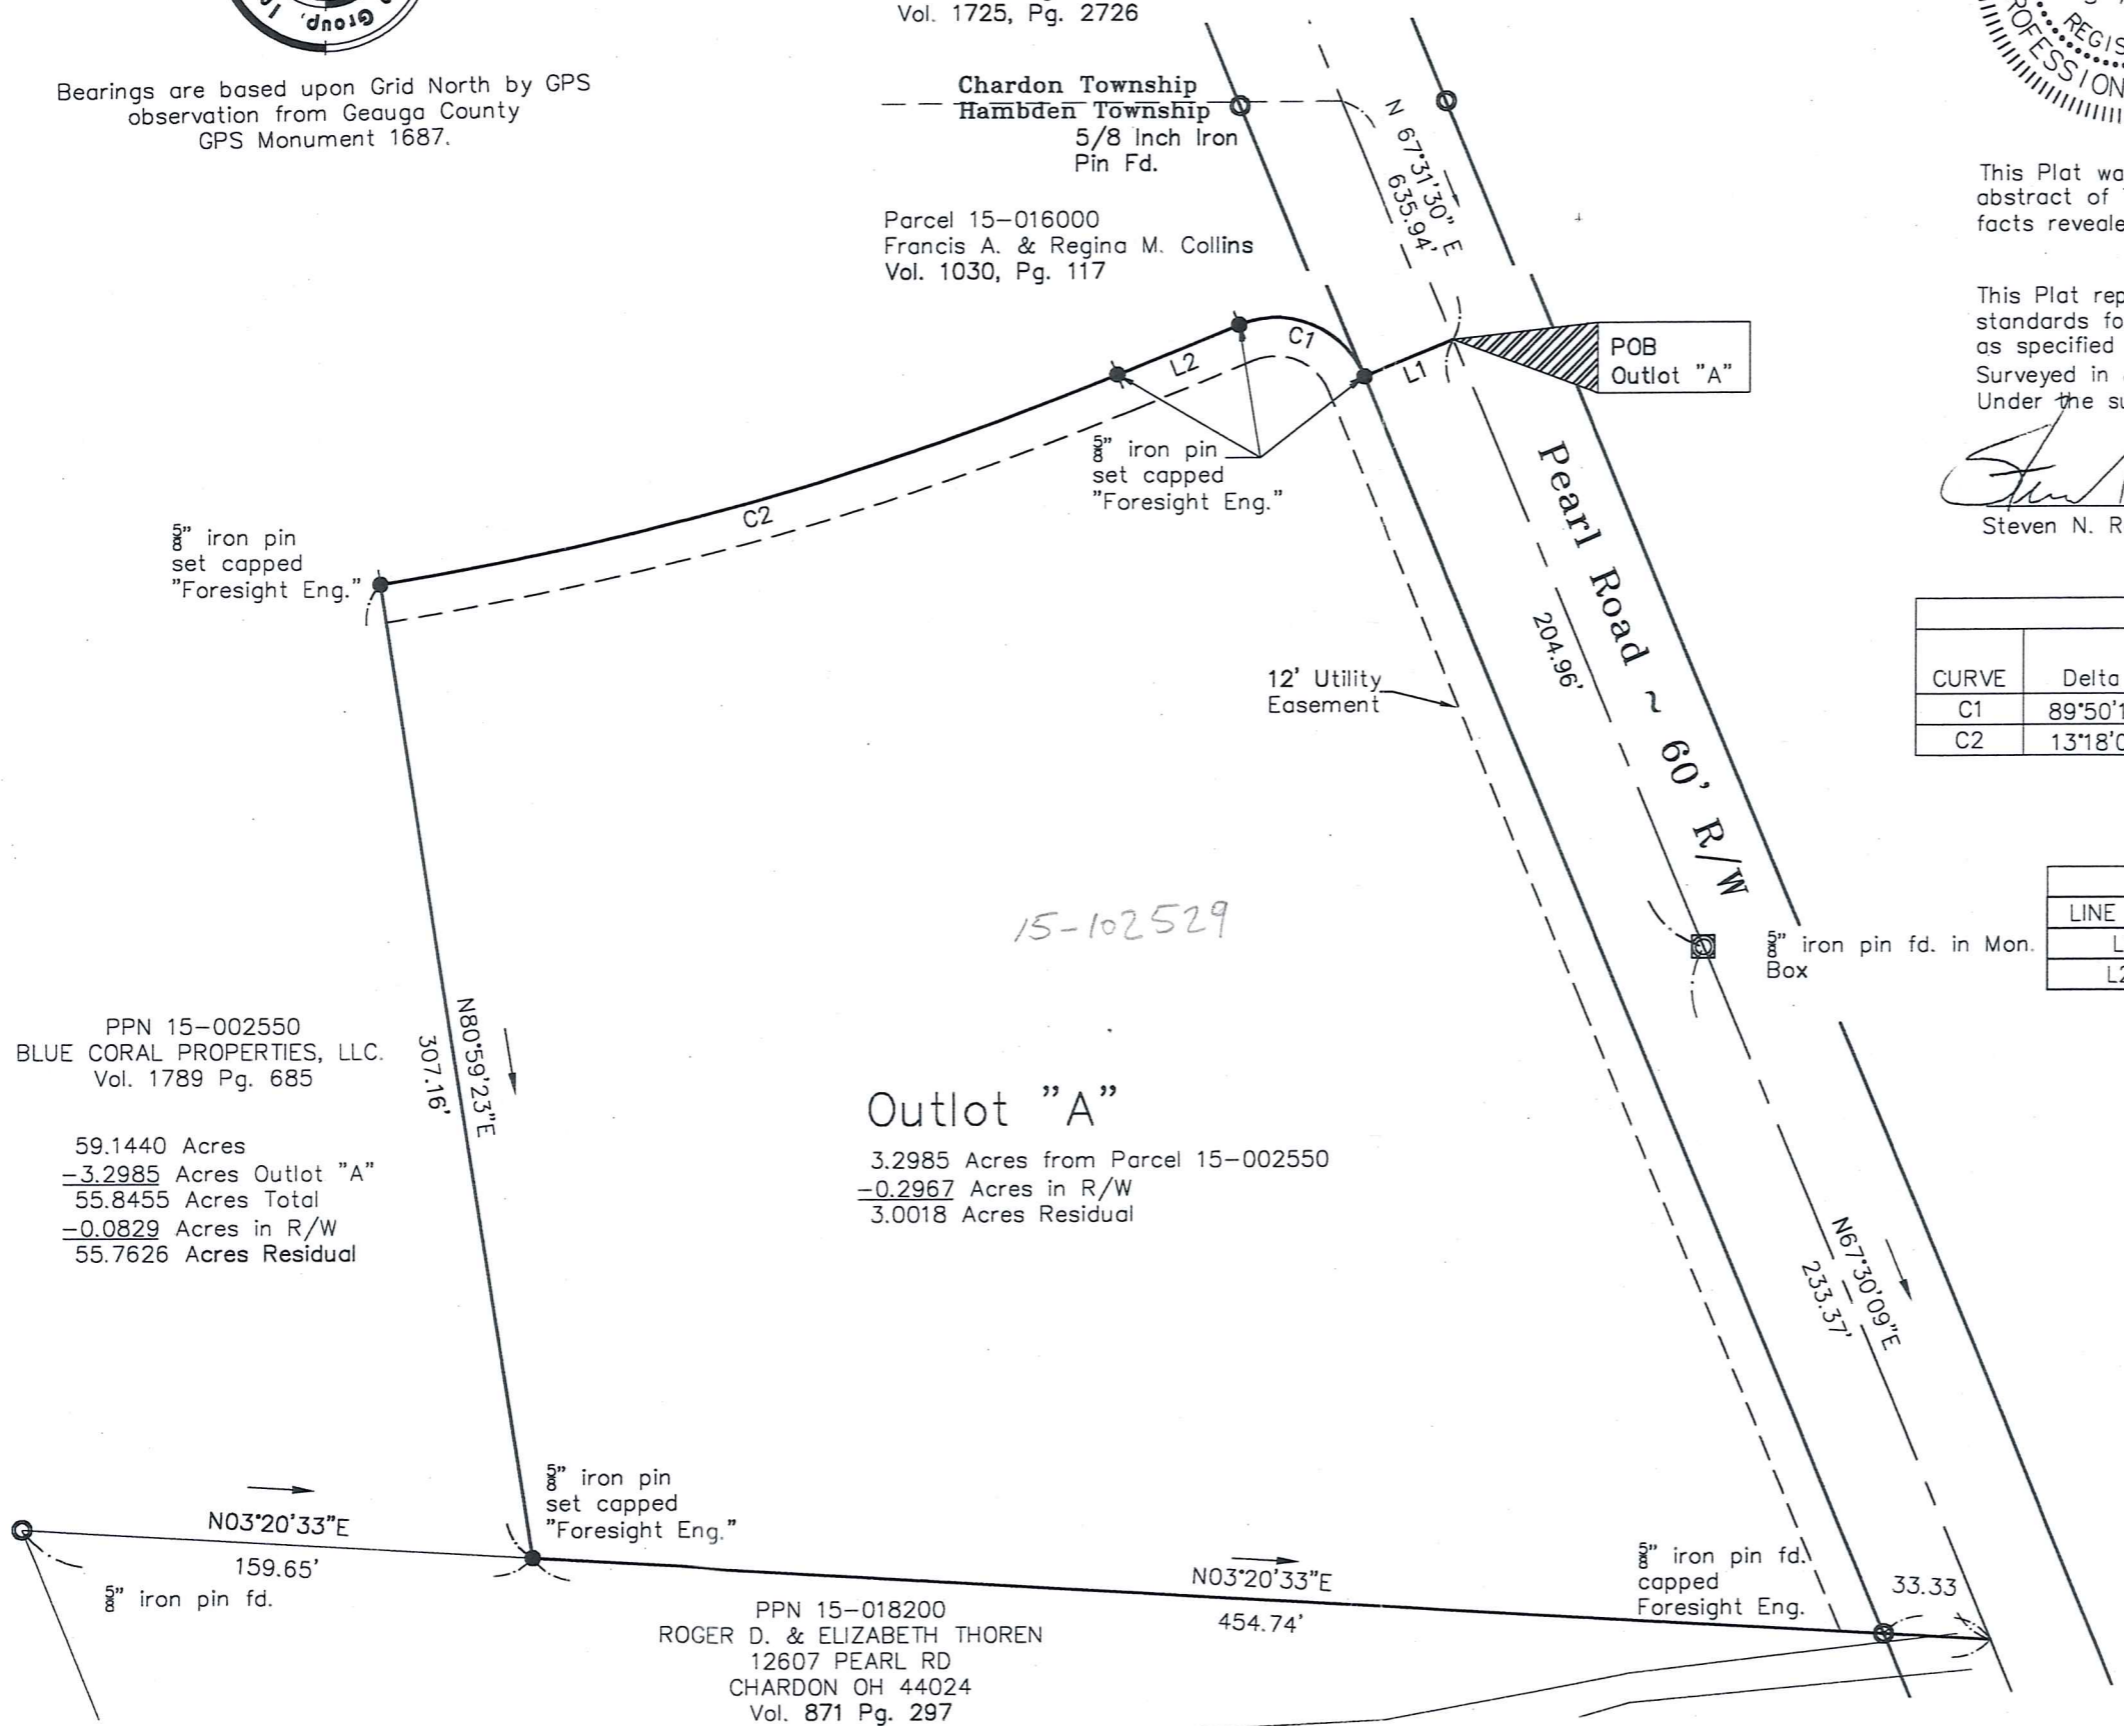 Group, I
Vol. 1725, Pg. 2726
Bearings are based upon Grid North by GPS
observation from Geauga County
GPS Monument 1687.
Chardon Township
Hambden Township
5/8 Inch Iron
Pin Fd.
N 67°31'30" E
635.94'
Parcel 15-016000
Francis A. & Regina M. Collins
Vol. 1030, Pg. 117
REGIS
OFESSION
This Plat wa
abstract of
facts reveale
This Plat rep
standards fo
as specified
Surveyed in
Under the su
Steven N. R
POB
Outlot "A"
C1
L2
L1
C2
5/8" iron pin
set capped
"Foresight Eng."
5/8" iron pin
set capped
"Foresight Eng."
Pearl Road ~ 60' R/W
204.96'
12' Utility
Easement
CURVE Delta
C1 89°50'1
C2 13°18'0
LINE
L
L2
5/8" iron pin fd. in Mon.
Box
15-102529
PPN 15-002550
BLUE CORAL PROPERTIES, LLC.
Vol. 1789 Pg. 685
N80°59'23"E
307.16'
59.1440 Acres
-3.2985 Acres Outlot "A"
55.8455 Acres Total
-0.0829 Acres in R/W
55.7626 Acres Residual
Outlot "A"
3.2985 Acres from Parcel 15-002550
-0.2967 Acres in R/W
3.0018 Acres Residual
N67°30'09"E
233.37'
5/8" iron pin
set capped
"Foresight Eng."
N03°20'33"E
159.65'
5/8" iron pin fd.
N03°20'33"E
454.74'
5/8" iron pin fd.
capped
Foresight Eng.
33.33
PPN 15-018200
ROGER D. & ELIZABETH THOREN
12607 PEARL RD
CHARDON OH 44024
Vol. 871 Pg. 297